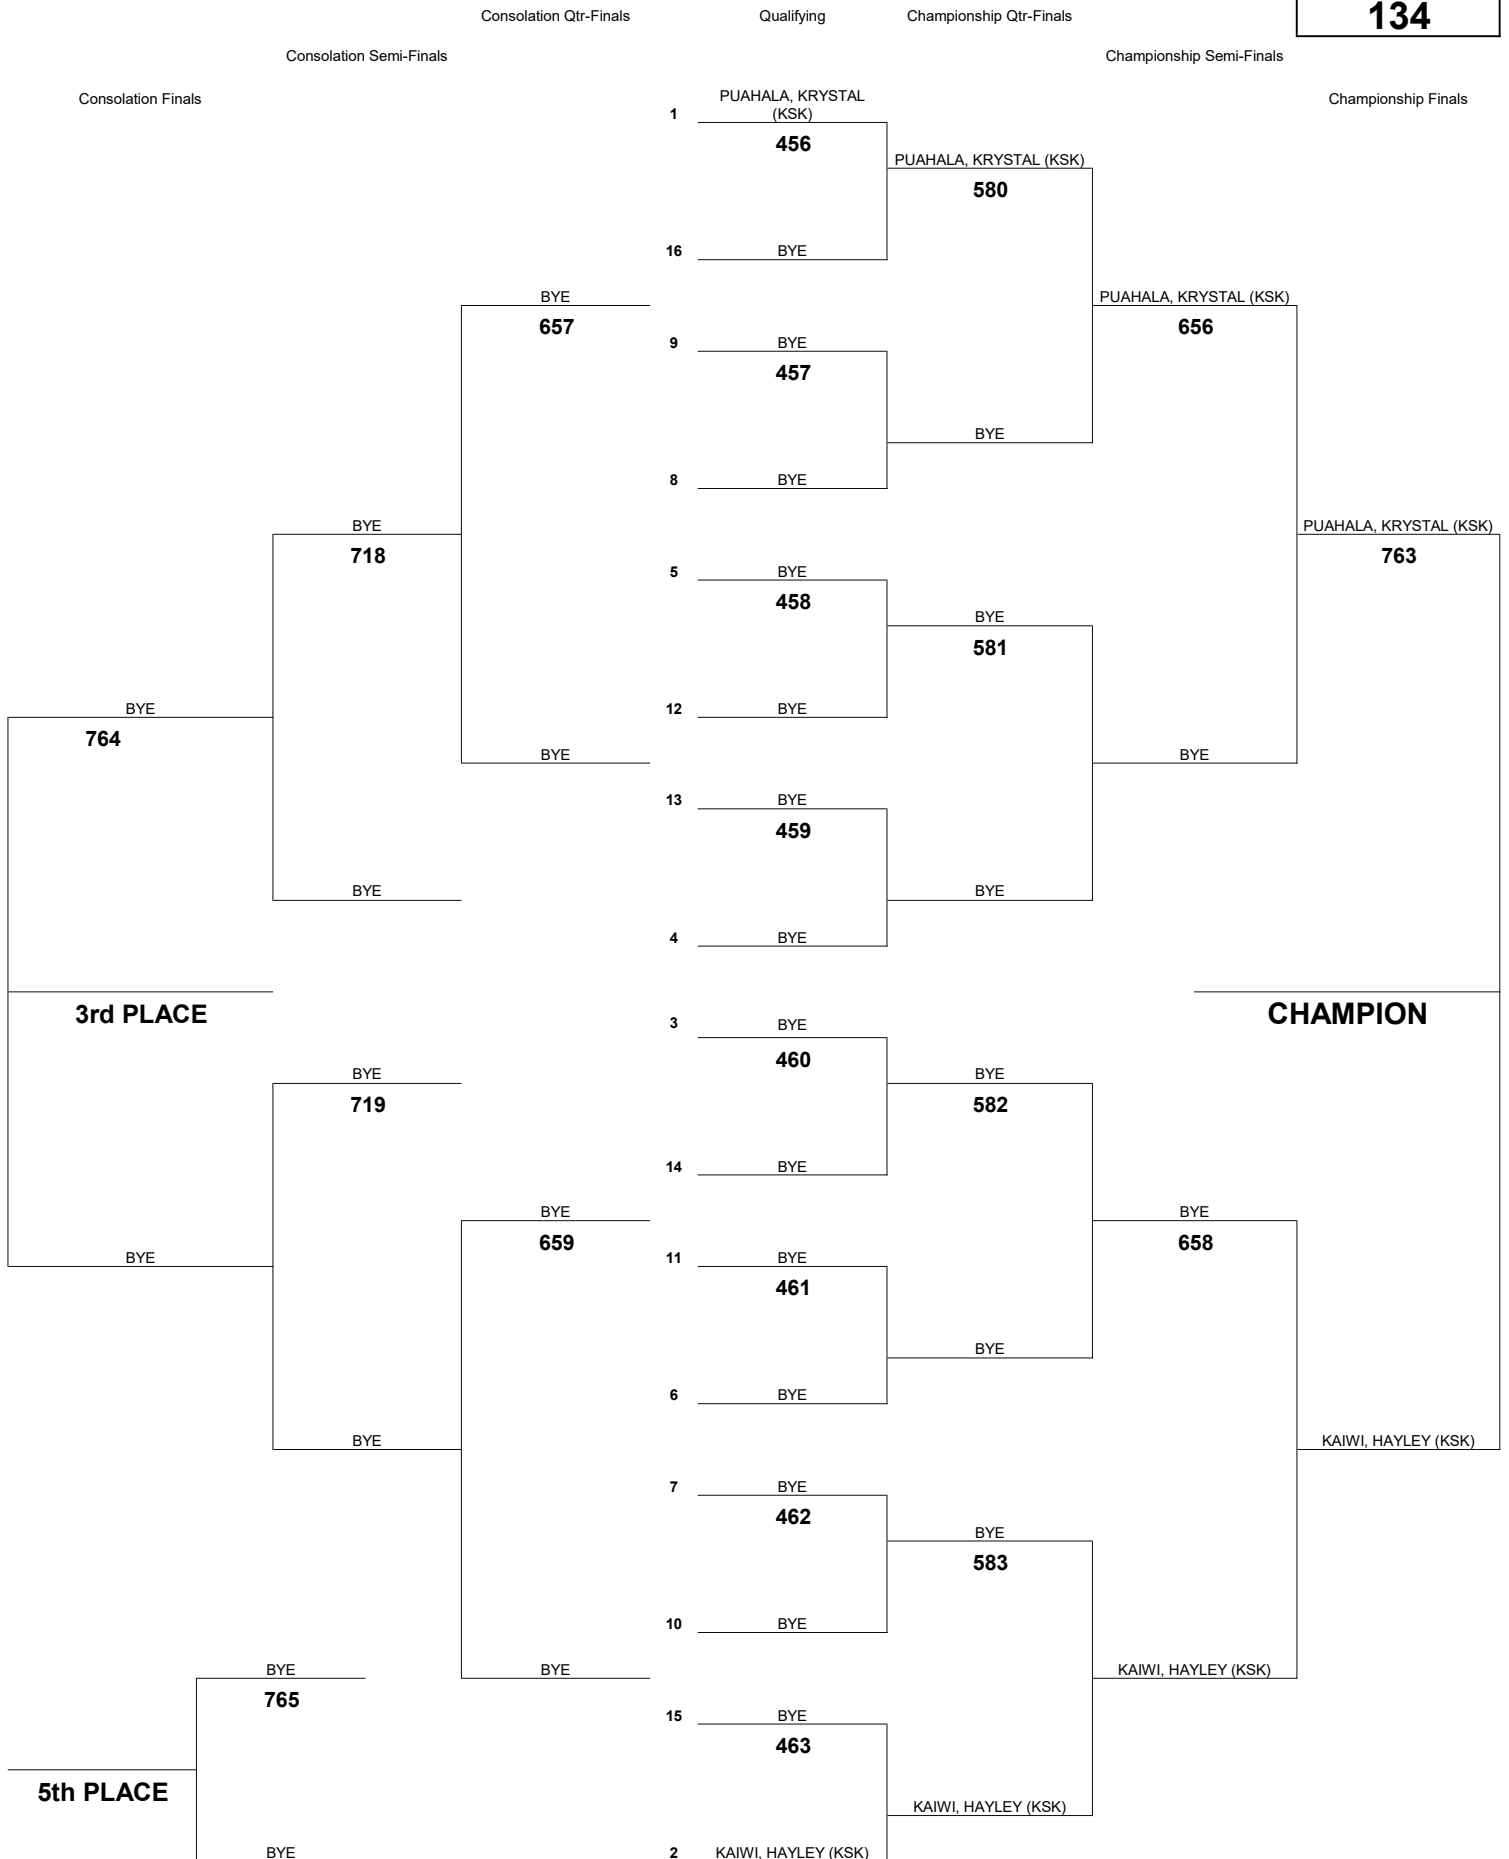 Consolation Qtr-Finals Qualifying Championship Qtr-Finals 134
Consolation Semi-Finals Championship Semi-Finals
Consolation Finals Championship Finals
PUAHALA, KRYSTAL
1 (KSK)
456
PUAHALA, KRYSTAL (KSK)
580
16 BYE
BYE PUAHALA, KRYSTAL (KSK)
657 656
9 BYE
457
BYE
8 BYE
BYE PUAHALA, KRYSTAL (KSK)
718 763
5 BYE
458
BYE
581
BYE 12 BYE
764
BYE BYE
13 BYE
459
BYE BYE
4 BYE
3rd PLACE CHAMPION
3 BYE
460
BYE BYE
719 582
14 BYE
BYE BYE
659 658
BYE 11 BYE
461
BYE
6 BYE
BYE KAIWI, HAYLEY (KSK)
7 BYE
462
BYE
583
10 BYE
BYE BYE KAIWI, HAYLEY (KSK)
765
15 BYE
463
5th PLACE
KAIWI, HAYLEY (KSK)
BYE 2 KAIWI, HAYLEY (KSK)